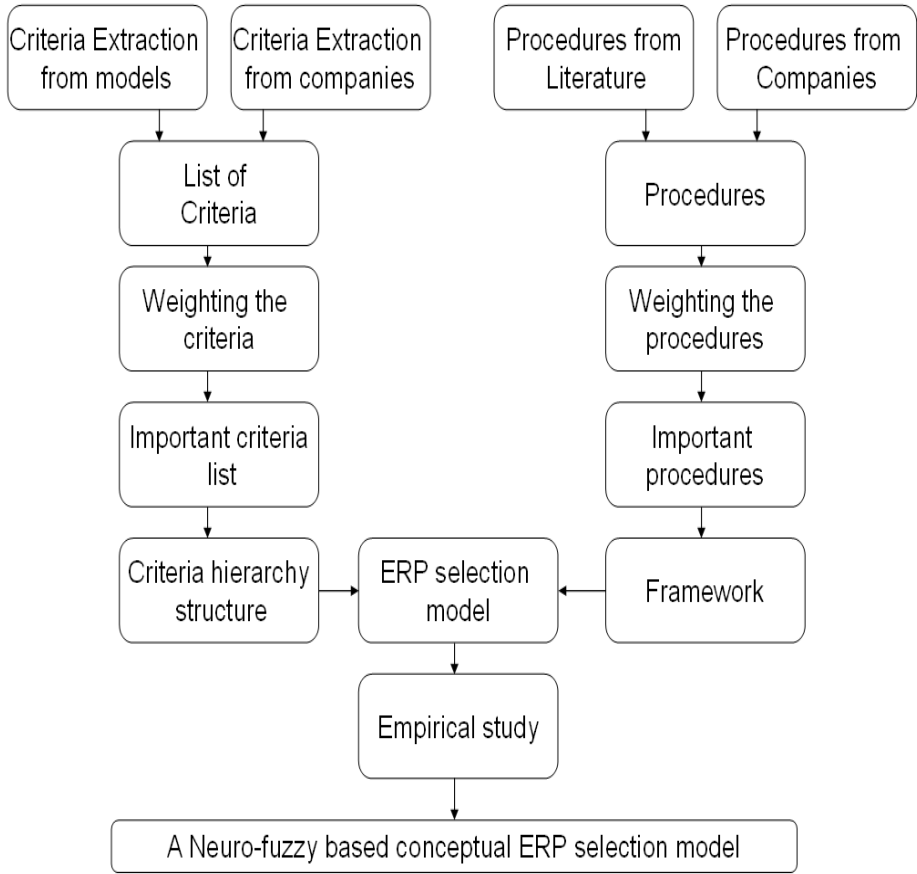 Criteria Extraction
from models
Criteria Extraction
from companies
Procedures from
Literature
Procedures from
Companies
List of
Criteria
Procedures
Weighting the
criteria
Weighting the
procedures
Important criteria
list
Important
procedures
Criteria hierarchy
structure
ERP selection
model
Framework
Empirical study
A Neuro-fuzzy based conceptual ERP selection model